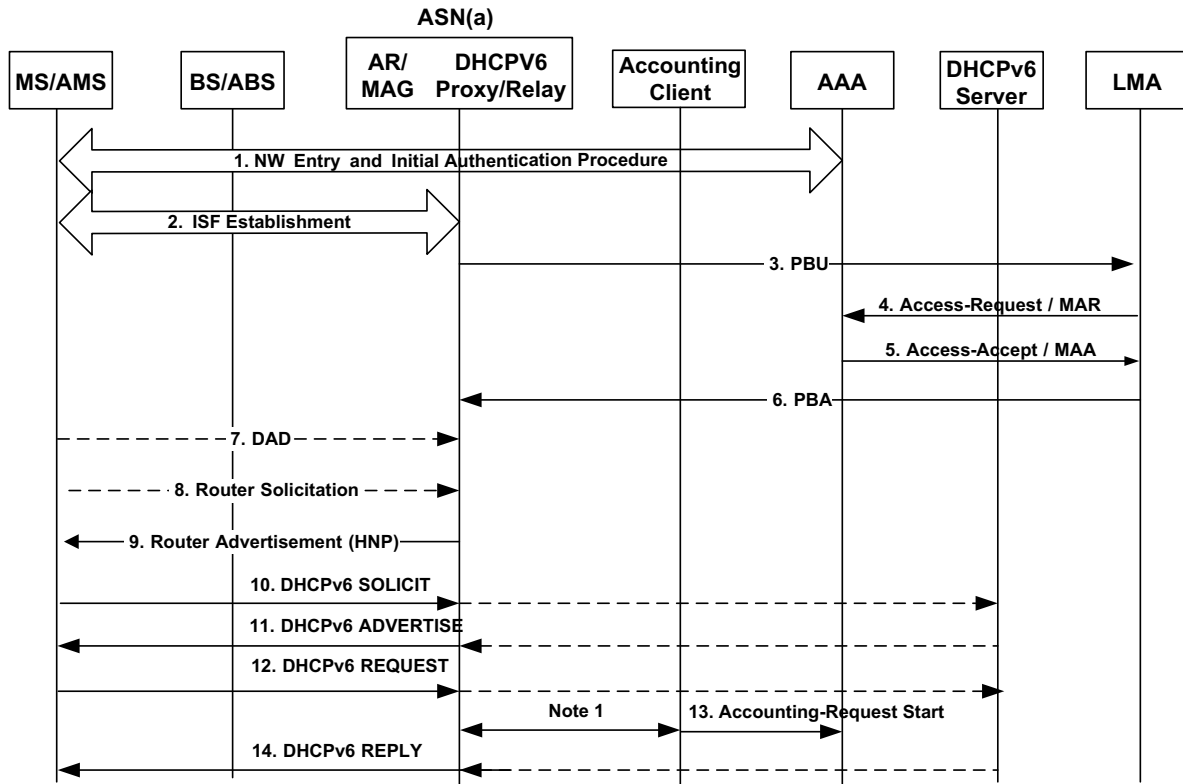 ASN(a)
MS/AMS
BS/ABS
AR/
MAG
DHCPV6
Proxy/Relay
Accounting
Client
AAA
DHCPv6
Server
LMA
1. NW Entry and Initial Authentication Procedure
2. ISF Establishment
3. PBU
4. Access-Request / MAR
5. Access-Accept / MAA
6. PBA
7. DAD
8. Router Solicitation
9. Router Advertisement (HNP)
10. DHCPv6 SOLICIT
11. DHCPv6 ADVERTISE
12. DHCPv6 REQUEST
Note 1
13. Accounting-Request Start
14. DHCPv6 REPLY